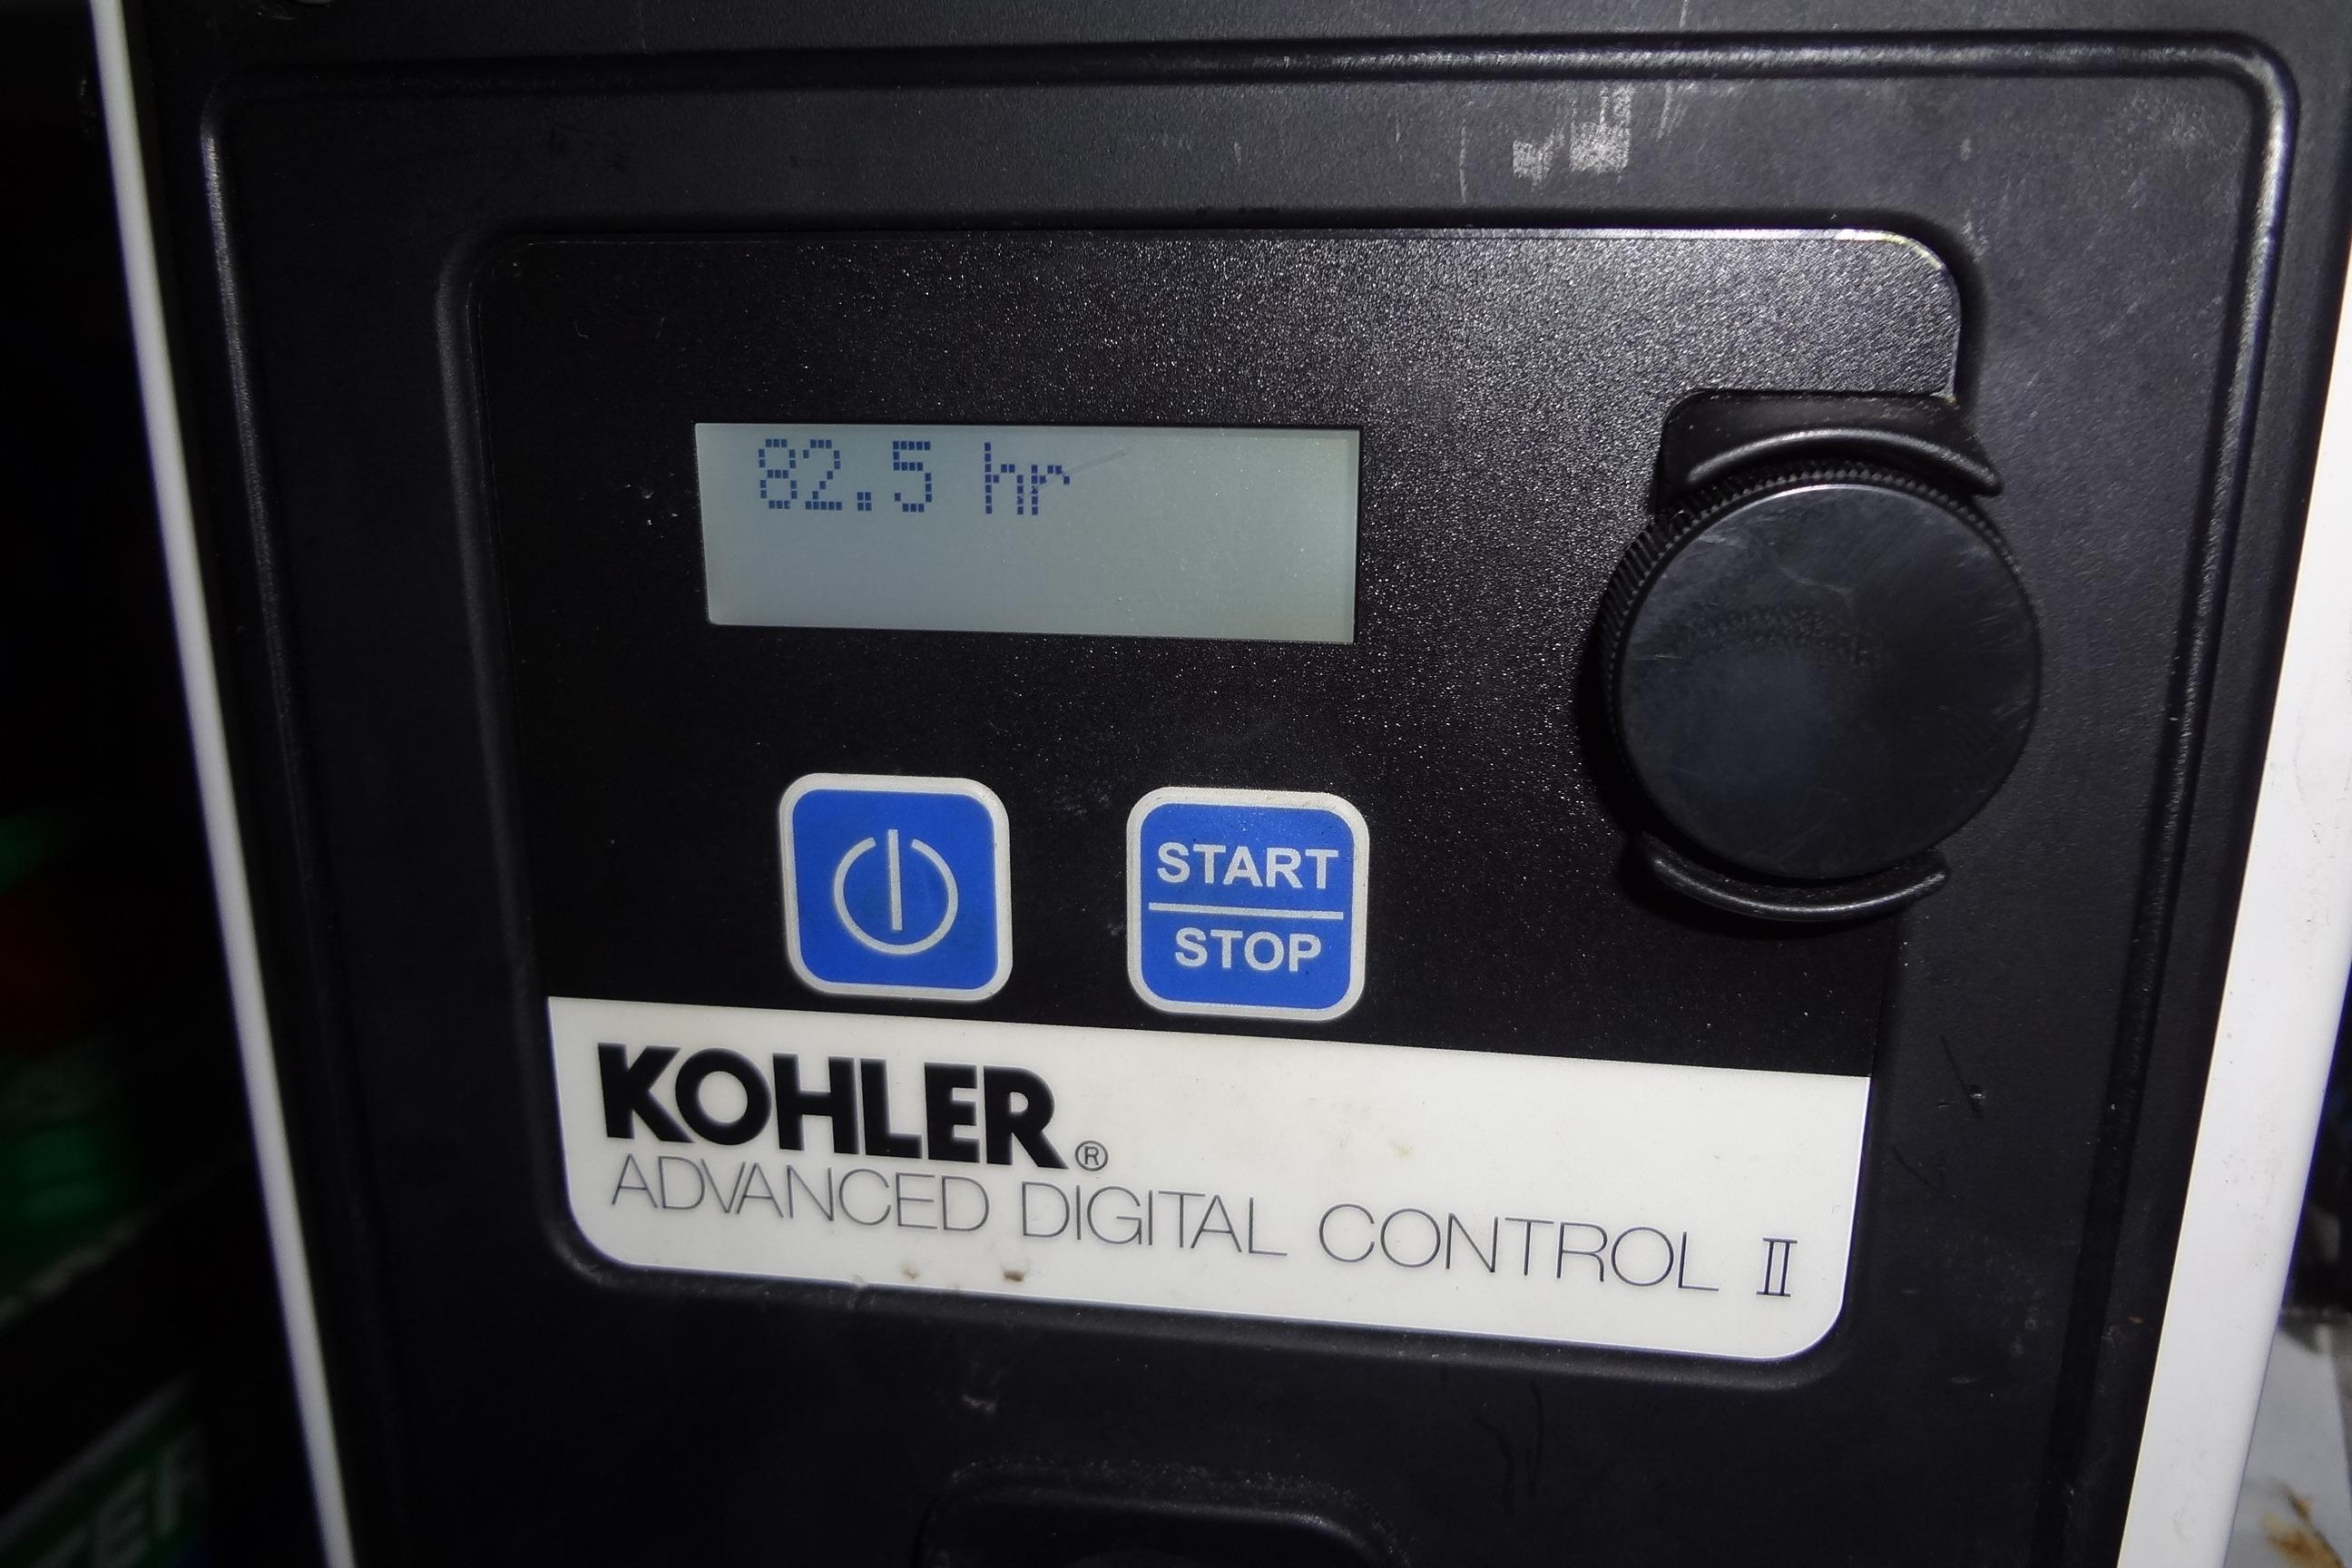 82.5 hr
START
STOP
KOHLER®
ADVANCED DIGITAL CONTROL II